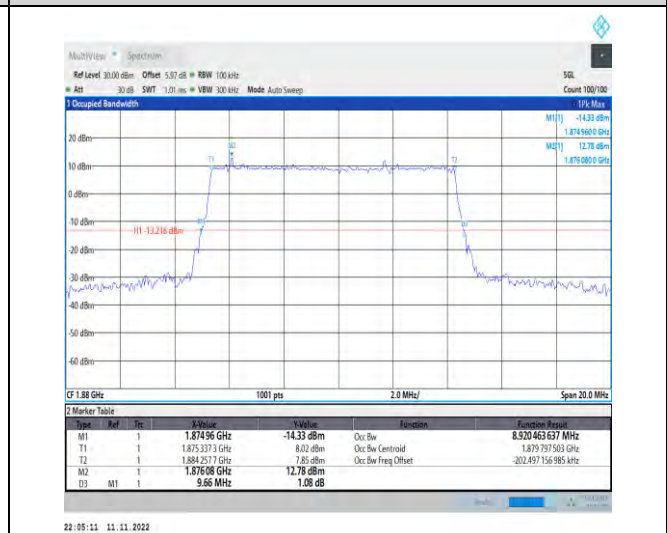 MultiView Spectrum
Ref Level 30.00 dBm Offset 5.97 dB RBW 100 kHz SGL
Att 30 dB SWT 1.01 ms VBW 300 kHz Mode Auto Sweep Count 100/100
1 Occupied Bandwidth 1Pk Max
M1[1] -14.33 dBm
1.874 960 0 GHz
M2[1] 12.78 dBm
1.876 080 0 GHz
20 dBm
10 dBm
0 dBm
-10 dBm
-20 dBm
-30 dBm
-40 dBm
-50 dBm
-60 dBm
T1
M2
T2
H1 -13.216 dBm
CF 1.88 GHz 1001 pts 2.0 MHz/ Span 20.0 MHz
2 Marker Table
Type Ref Trc X-Value Y-Value Function Function Result
M1 1 1.874 96 GHz -14.33 dBm Occ Bw 8.920 463 637 MHz
T1 1 1.875 337 3 GHz 8.02 dBm Occ Bw Centroid 1.879 797 503 GHz
T2 1 1.884 257 7 GHz 7.85 dBm Occ Bw Freq Offset -202.497 156 985 kHz
M2 1 1.876 08 GHz 12.78 dBm
D3 M1 1 9.66 MHz 1.08 dB
22:05:11 11.11.2022